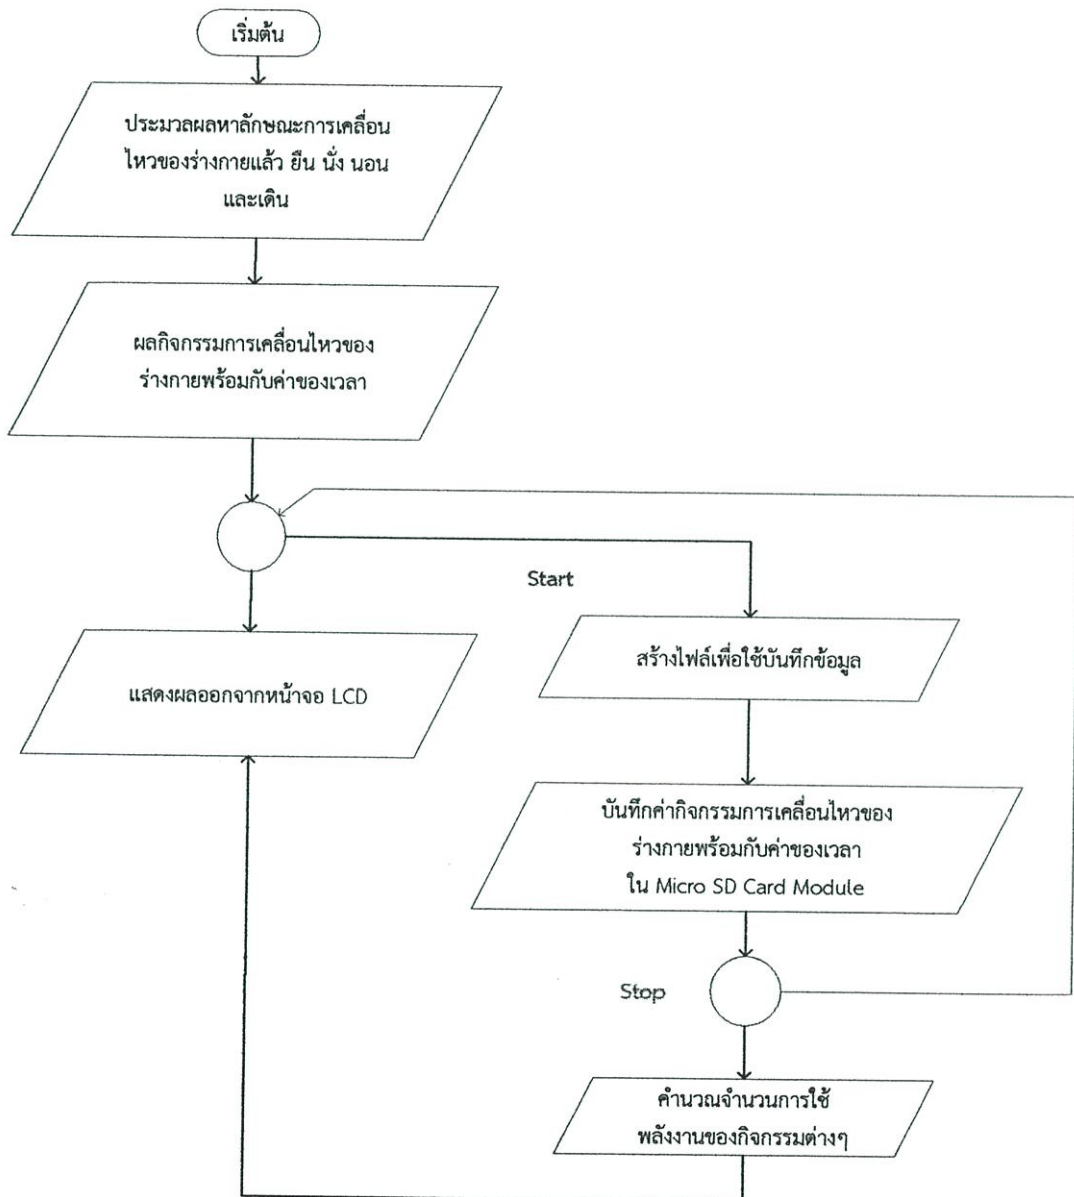 เริ่มต้น
ประมวลผลหาลักษณะการเคลื่อน
ไหวของร่างกายแล้ว ยืน นั่ง นอน
และเดิน
ผลกิจกรรมการเคลื่อนไหวของ
ร่างกายพร้อมกับค่าของเวลา
Start
สร้างไฟล์เพื่อใช้บันทึกข้อมูล
แสดงผลออกจากหน้าจอ LCD
บันทึกค่ากิจกรรมการเคลื่อนไหวของ
ร่างกายพร้อมกับค่าของเวลา
ใน Micro SD Card Module
Stop
คำนวณจำนวนการใช้
พลังงานของกิจกรรมต่างๆ